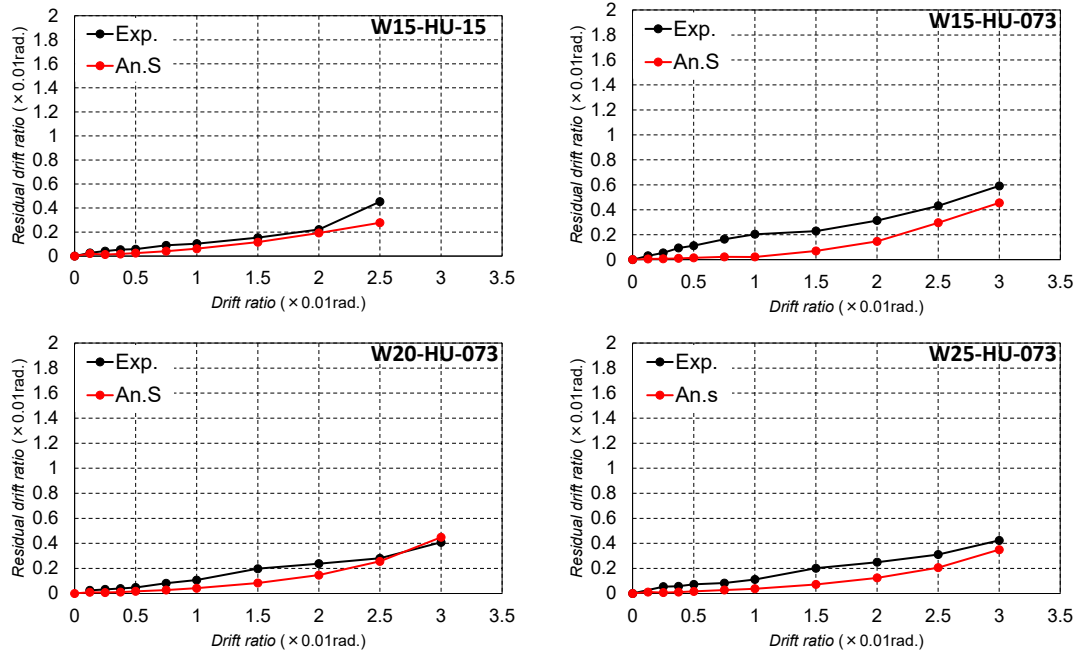 W15-HU-15
Exp.
An.S
2
1.8
1.6
1.4
1.2
1
0.8
0.6
0.4
0.2
0
Residual drift ratio (×0.01rad.)
0 0.5 1 1.5 2 2.5 3 3.5
Drift ratio (×0.01rad.)
W15-HU-073
Exp.
An.S
2
1.8
1.6
1.4
1.2
1
0.8
0.6
0.4
0.2
0
Residual drift ratio (×0.01rad.)
0 0.5 1 1.5 2 2.5 3 3.5
Drift ratio (×0.01rad.)
W20-HU-073
Exp.
An.S
2
1.8
1.6
1.4
1.2
1
0.8
0.6
0.4
0.2
0
Residual drift ratio (×0.01rad.)
0 0.5 1 1.5 2 2.5 3 3.5
Drift ratio (×0.01rad.)
W25-HU-073
Exp.
An.s
2
1.8
1.6
1.4
1.2
1
0.8
0.6
0.4
0.2
0
Residual drift ratio (×0.01rad.)
0 0.5 1 1.5 2 2.5 3 3.5
Drift ratio (×0.01rad.)